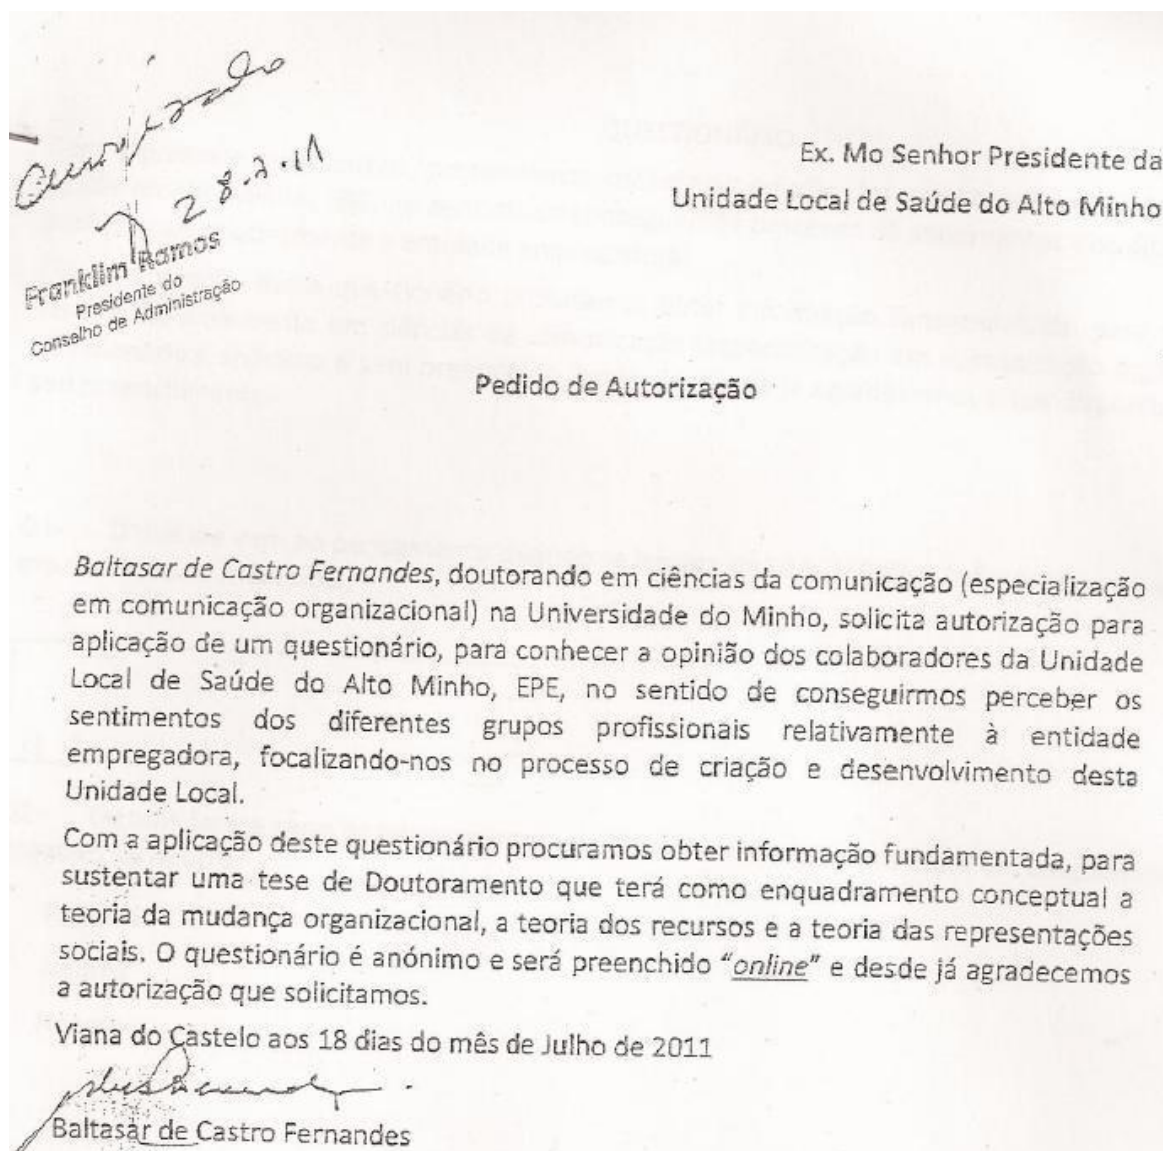 Autorizado
28.7.11
Franklim Ramos
Presidente do
Conselho de Administração
Ex. Mo Senhor Presidente da
Unidade Local de Saúde do Alto Minho
Pedido de Autorização
Baltasar de Castro Fernandes, doutorando em ciências da comunicação (especialização
em comunicação organizacional) na Universidade do Minho, solicita autorização para
aplicação de um questionário, para conhecer a opinião dos colaboradores da Unidade
Local de Saúde do Alto Minho, EPE, no sentido de conseguirmos perceber os
sentimentos dos diferentes grupos profissionais relativamente à entidade
empregadora, focalizando-nos no processo de criação e desenvolvimento desta
Unidade Local.
Com a aplicação deste questionário procuramos obter informação fundamentada, para
sustentar uma tese de Doutoramento que terá como enquadramento conceptual a
teoria da mudança organizacional, a teoria dos recursos e a teoria das representações
sociais. O questionário é anónimo e será preenchido "online" e desde já agradecemos
a autorização que solicitamos.
Viana do Castelo aos 18 dias do mês de Julho de 2011
Baltasar de Castro Fernandes